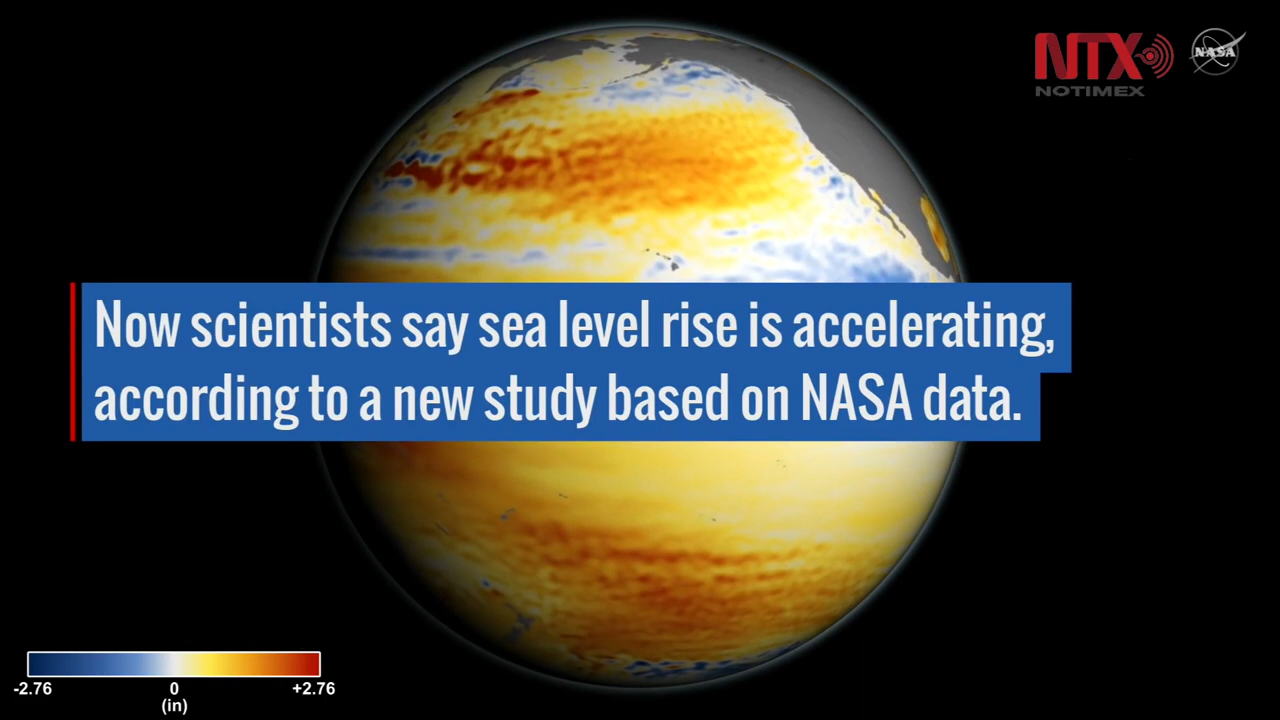 NTX
NOTIMEX
NASA
Now scientists say sea level rise is accelerating,
according to a new study based on NASA data.
-2.76 0 +2.76
(in)